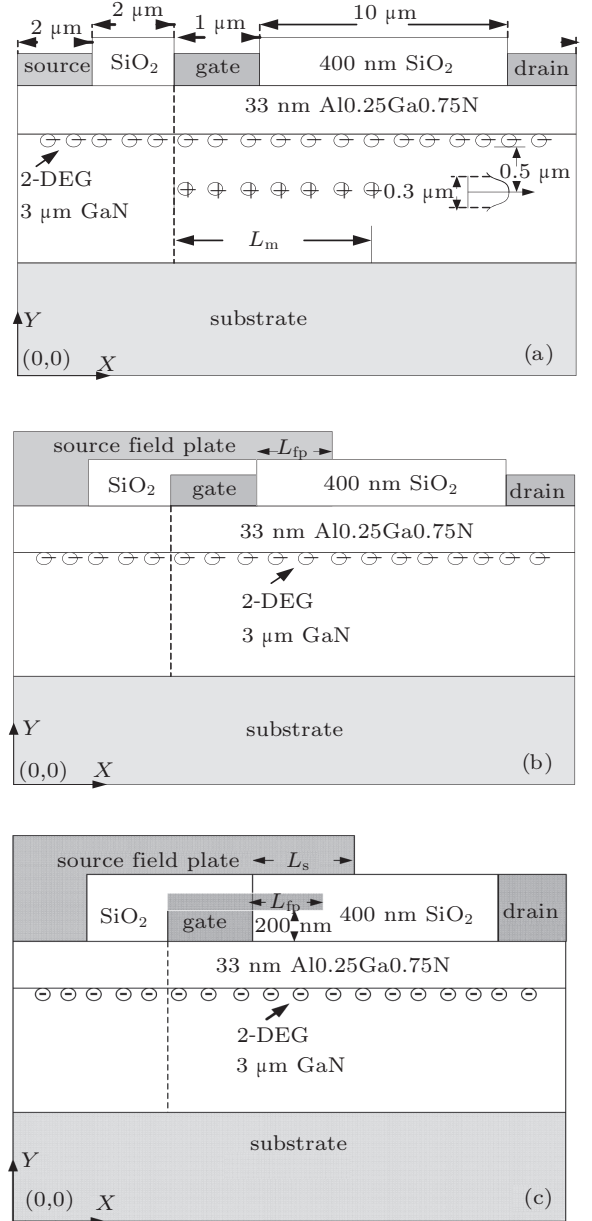 2 µm
2 µm
1 µm
10 µm
source
SiO2
gate
400 nm SiO2
drain
33 nm Al0.25Ga0.75N
2-DEG
3 µm GaN
0.3 µm
0.5 µm
Lm
substrate
Y
(0,0)
X
(a)
source field plate
Lfp
SiO2
gate
400 nm SiO2
drain
33 nm Al0.25Ga0.75N
2-DEG
3 µm GaN
substrate
Y
(0,0)
X
(b)
source field plate
Ls
Lfp
SiO2
gate
200 nm
400 nm SiO2
drain
33 nm Al0.25Ga0.75N
2-DEG
3 µm GaN
substrate
Y
(0,0)
X
(c)